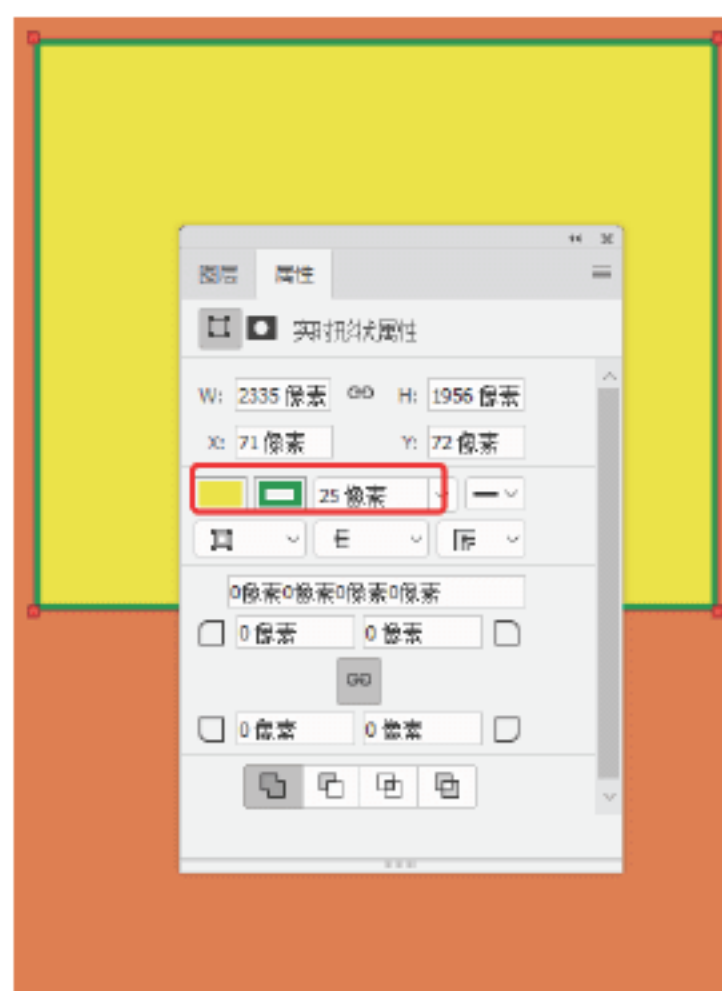 图层 属性
实时形状属性
W: 2335 像素 H: 1956 像素
X: 71 像素 Y: 72 像素
25 像素
0像素0像素0像素0像素
0 像素 0 像素
0 像素 0 像素